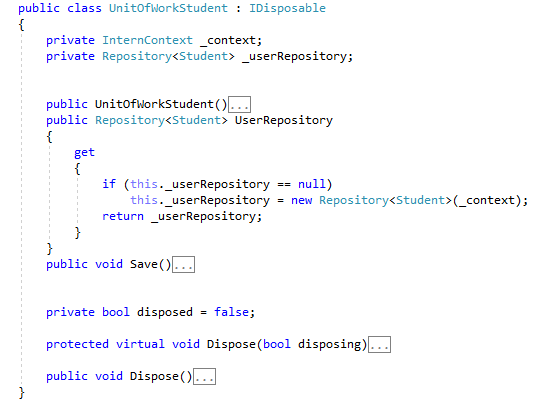 public class UnitOfWorkStudent : IDisposable
{
private InternContext _context;
private Repository<Student> _userRepository;
public UnitOfWorkStudent()...
public Repository<Student> UserRepository
{
get
{
if (this._userRepository == null)
this._userRepository = new Repository<Student>(_context);
return _userRepository;
}
}
public void Save()...
private bool disposed = false;
protected virtual void Dispose(bool disposing)...
public void Dispose()...
}